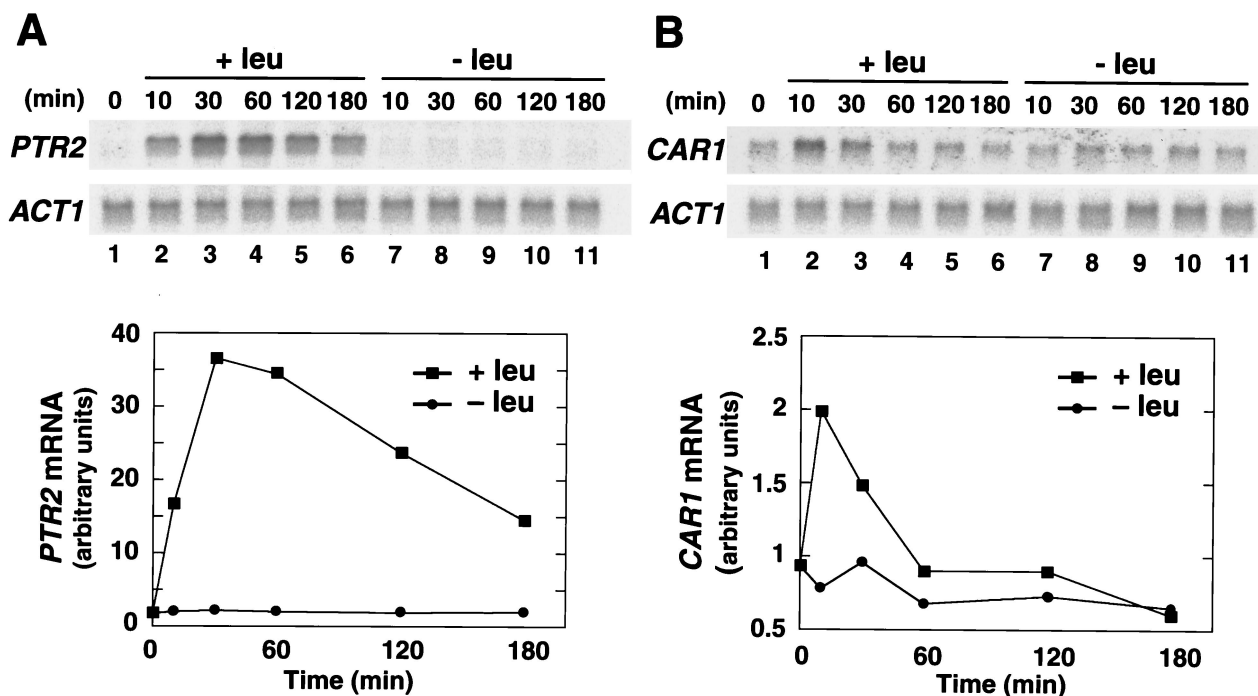 A
+ leu - leu
(min) 0 10 30 60 120 180 10 30 60 120 180
PTR2
ACT1
1 2 3 4 5 6 7 8 9 10 11
40
30
20
10
0
PTR2 mRNA
(arbitrary units)
+ leu
– leu
0 60 120 180
Time (min)
B
+ leu - leu
(min) 0 10 30 60 120 180 10 30 60 120 180
CAR1
ACT1
1 2 3 4 5 6 7 8 9 10 11
2.5
2
1.5
1
0.5
CAR1 mRNA
(arbitrary units)
+ leu
– leu
0 60 120 180
Time (min)